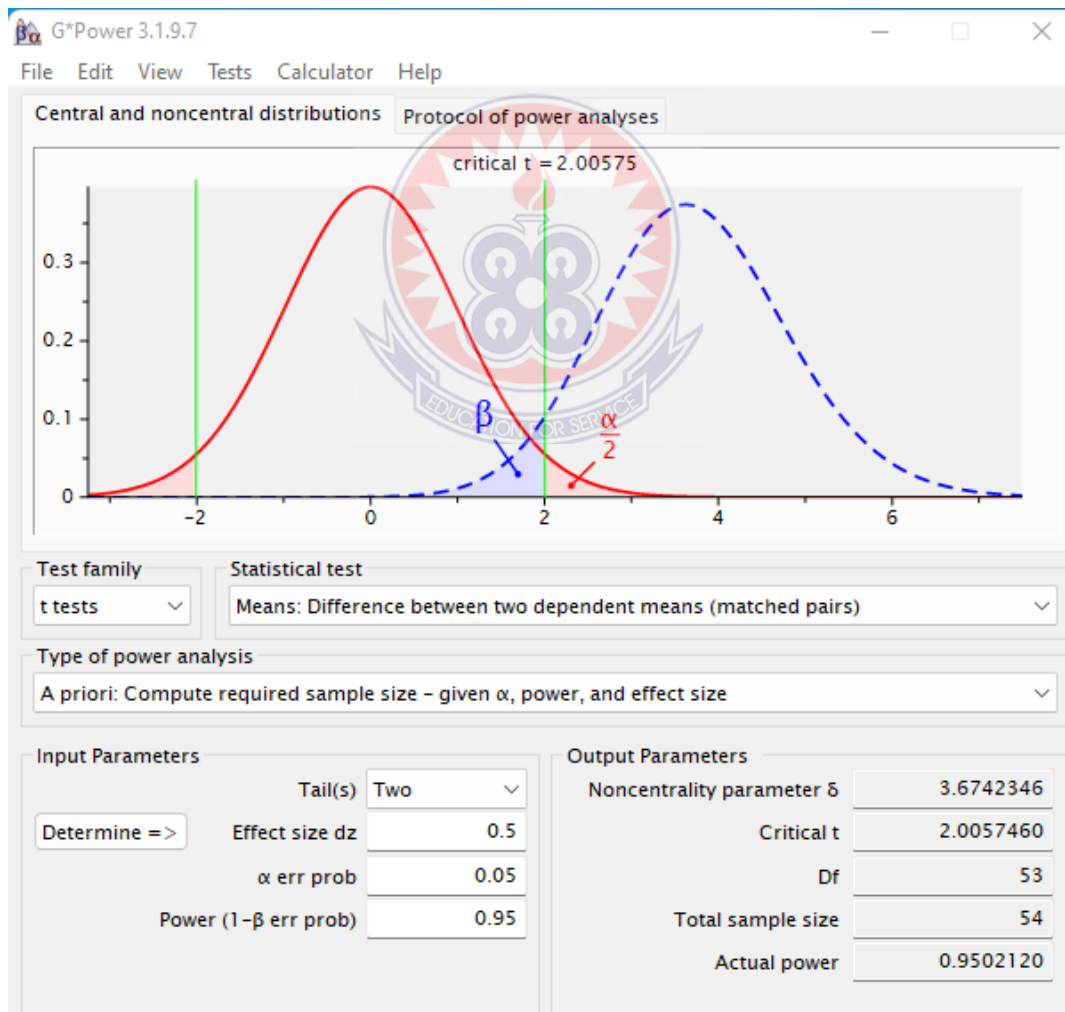 G*Power 3.1.9.7
File Edit View Tests Calculator Help
Central and noncentral distributions Protocol of power analyses
critical t = 2.00575
0.3
0.2
0.1
0
β
α
2
EDUCATION FOR SERVICE
-2 0 2 4 6
Test family Statistical test
t tests Means: Difference between two dependent means (matched pairs)
Type of power analysis
A priori: Compute required sample size – given α, power, and effect size
Input Parameters Output Parameters
Tail(s) Two Noncentrality parameter δ 3.6742346
Determine => Effect size dz 0.5 Critical t 2.0057460
α err prob 0.05 Df 53
Power (1–β err prob) 0.95 Total sample size 54
Actual power 0.9502120